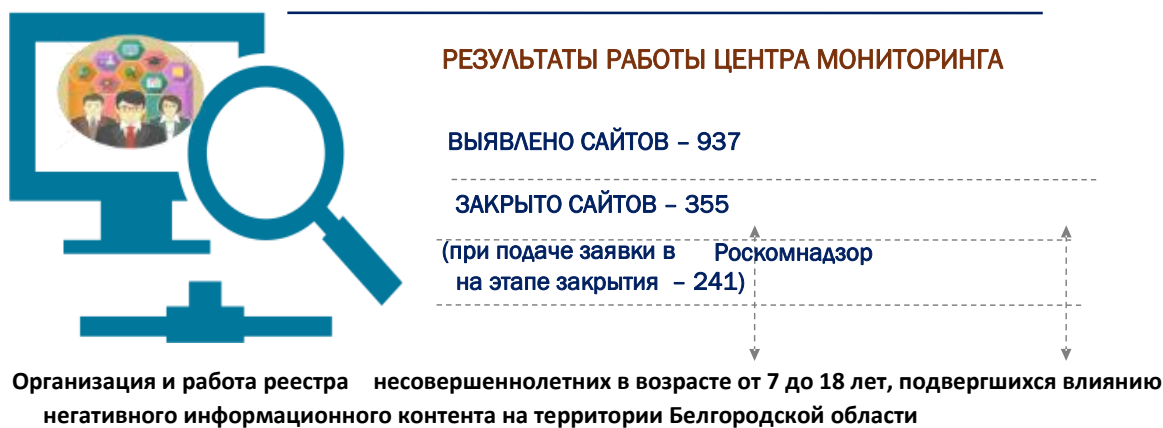 РЕЗУЛЬТАТЫ РАБОТЫ ЦЕНТРА МОНИТОРИНГА
ВЫЯВЛЕНО САЙТОВ – 937
ЗАКРЫТО САЙТОВ – 355
(при подаче заявки в Роскомнадзор
на этапе закрытия – 241)
Организация и работа реестра несовершеннолетних в возрасте от 7 до 18 лет, подвергшихся влиянию
негативного информационного контента на территории Белгородской области